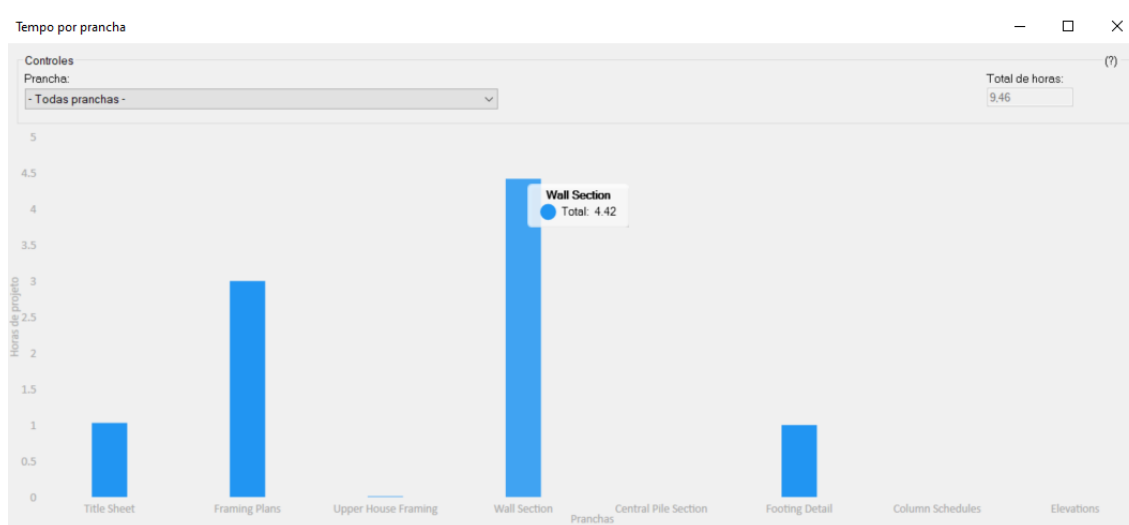 Tempo por prancha
Controles
(?)
Prancha:
Total de horas:
- Todas pranchas -
9,46
5
4.5
4
3.5
3
2.5
2
1.5
1
0.5
0
Horas de projeto
Wall Section
Total: 4.42
Title Sheet
Framing Plans
Upper House Framing
Wall Section
Central Pile Section
Footing Detail
Column Schedules
Elevations
Pranchas